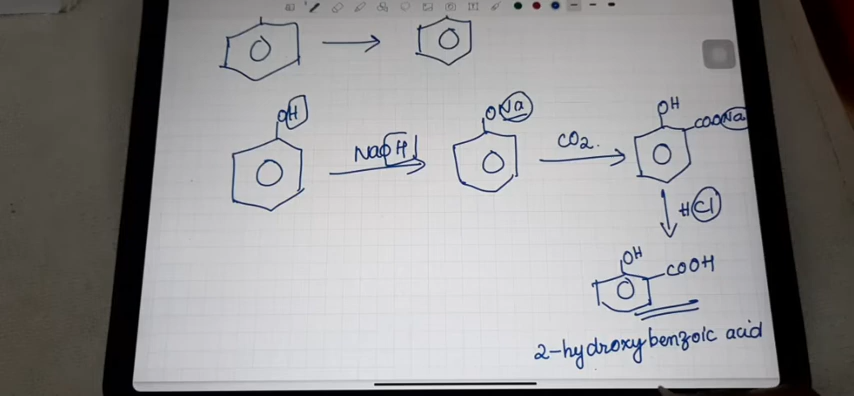 OH
NaOH
ONa
CO2.
OH
COONa
HCl
OH
COOH
2-hydroxybenzoic acid